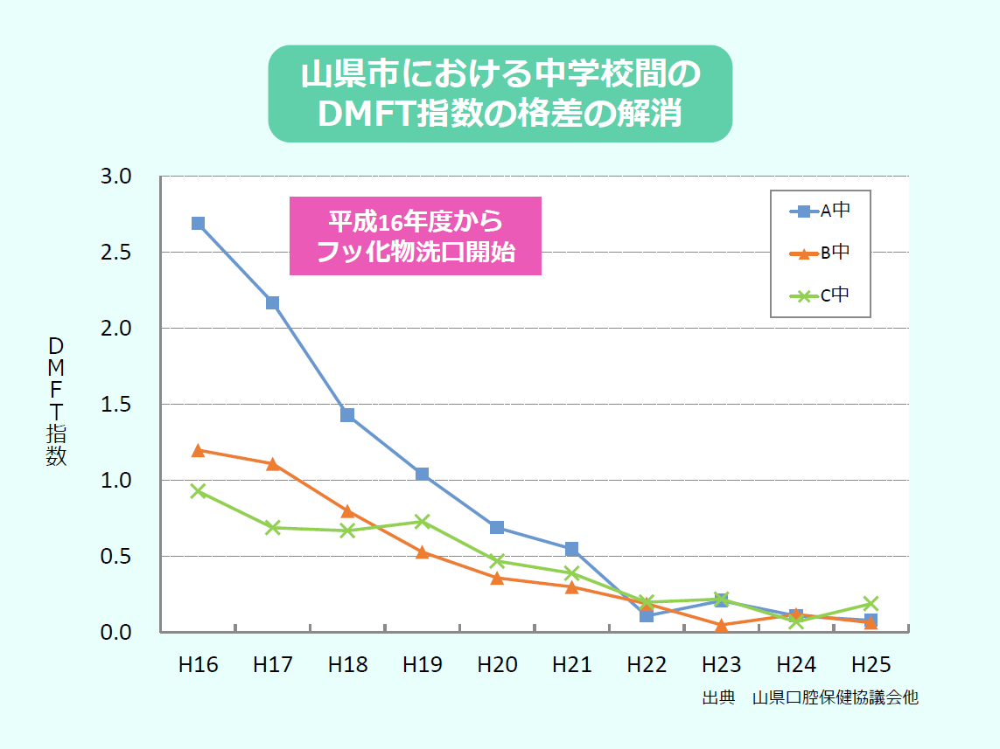 山県市における中学校間の
DMFT指数の格差の解消
平成16年度から
フッ化物洗口開始
A中
B中
C中
DMFT指数
3.0
2.5
2.0
1.5
1.0
0.5
0.0
H16 H17 H18 H19 H20 H21 H22 H23 H24 H25
出典　山県口腔保健協議会他